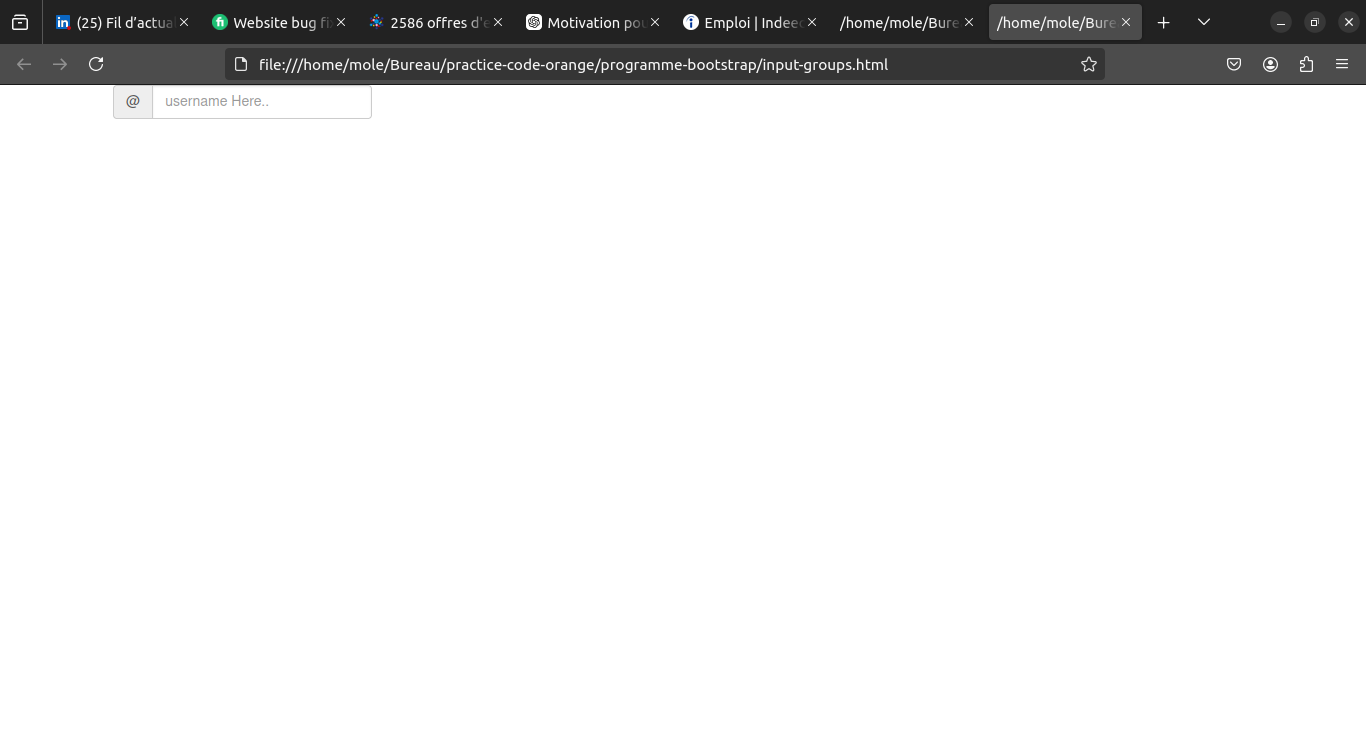 (25) Fil d'actua
Website bug fi
2586 offres d'e
Motivation po
Emploi | Indee
/home/mole/Bure
/home/mole/Bure
file:///home/mole/Bureau/practice-code-orange/programme-bootstrap/input-groups.html
@ username Here..